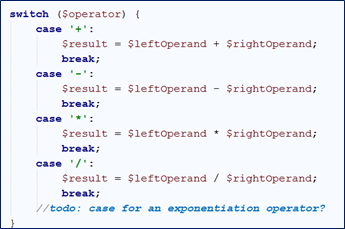 switch ($operator) {
case '+':
$result = $leftOperand + $rightOperand;
break;
case '-':
$result = $leftOperand - $rightOperand;
break;
case '*':
$result = $leftOperand * $rightOperand;
break;
case '/':
$result = $leftOperand / $rightOperand;
break;
//todo: case for an exponentiation operator?
}